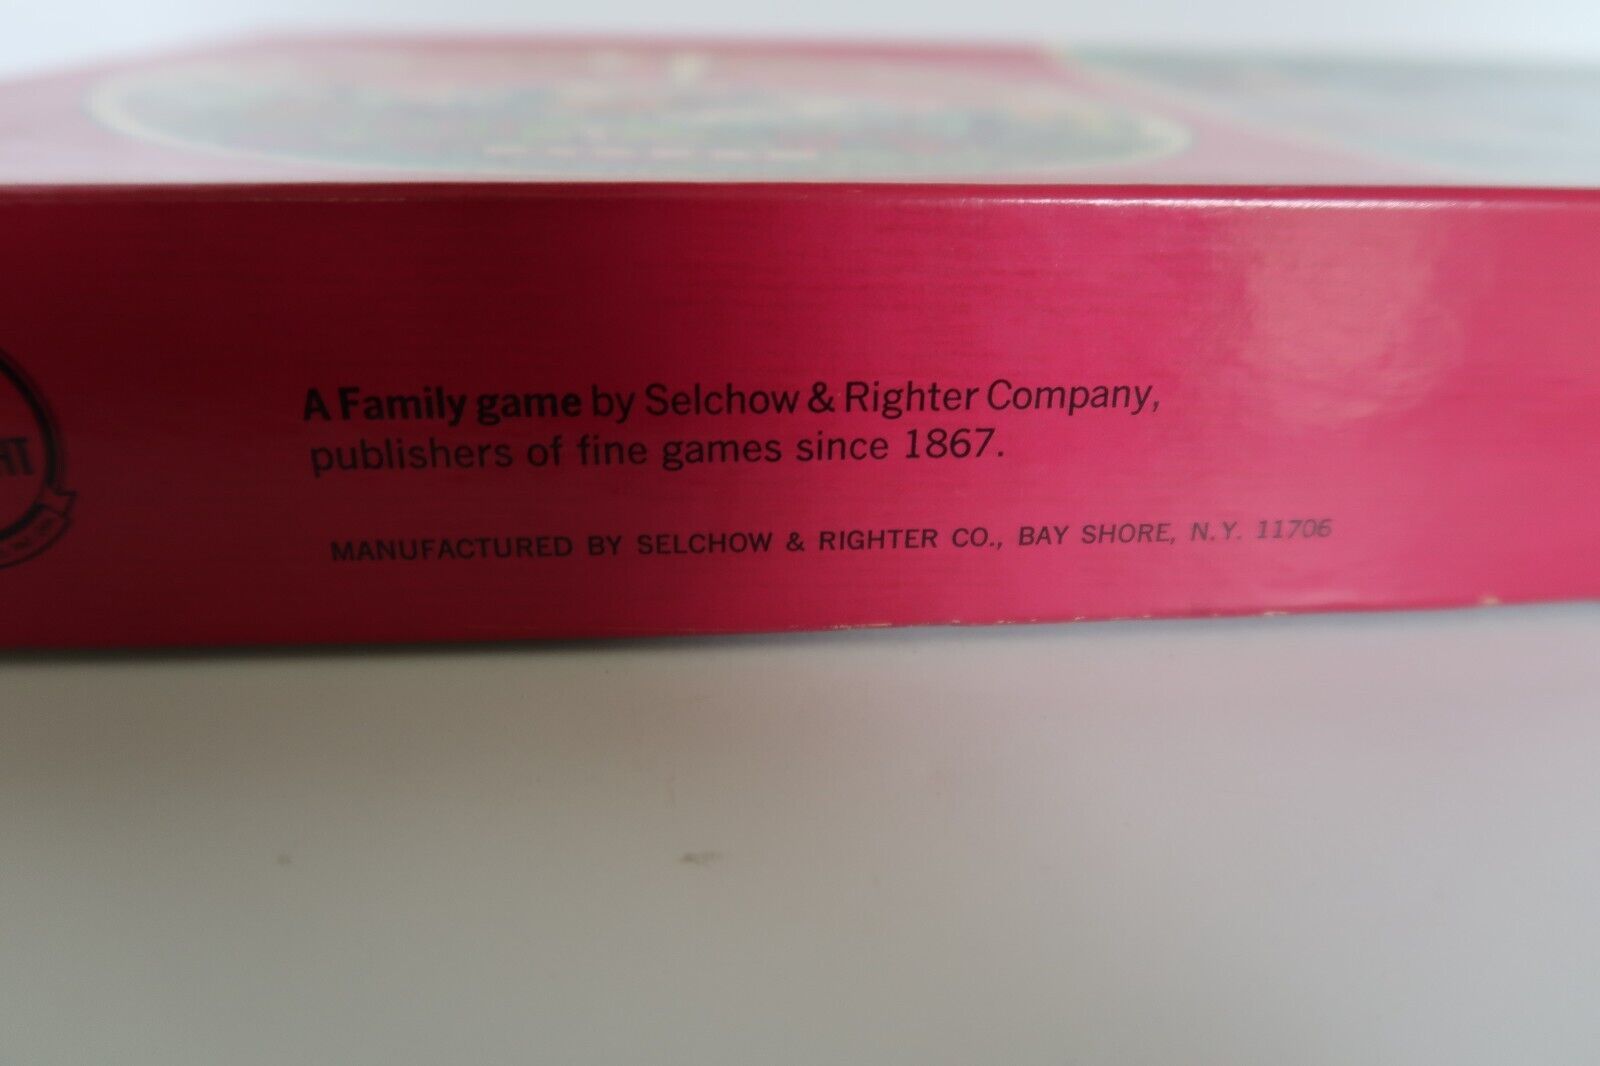 A Family game by Selchow & Righter Company,
publishers of fine games since 1867.
MANUFACTURED BY SELCHOW & RIGHTER CO., BAY SHORE, N.Y. 11706